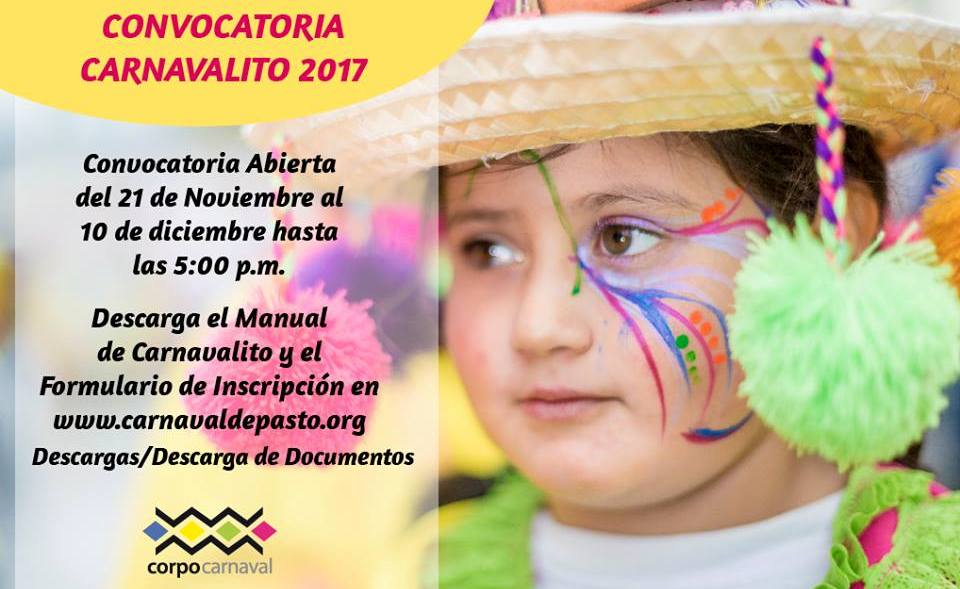 CONVOCATORIA
CARNAVALITO 2017
Convocatoria Abierta
del 21 de Noviembre al
10 de diciembre hasta
las 5:00 p.m.
Descarga el Manual
de Carnavalito y el
Formulario de Inscripción en
www.carnavaldepasto.org
Descargas/Descarga de Documentos
corpocarnaval